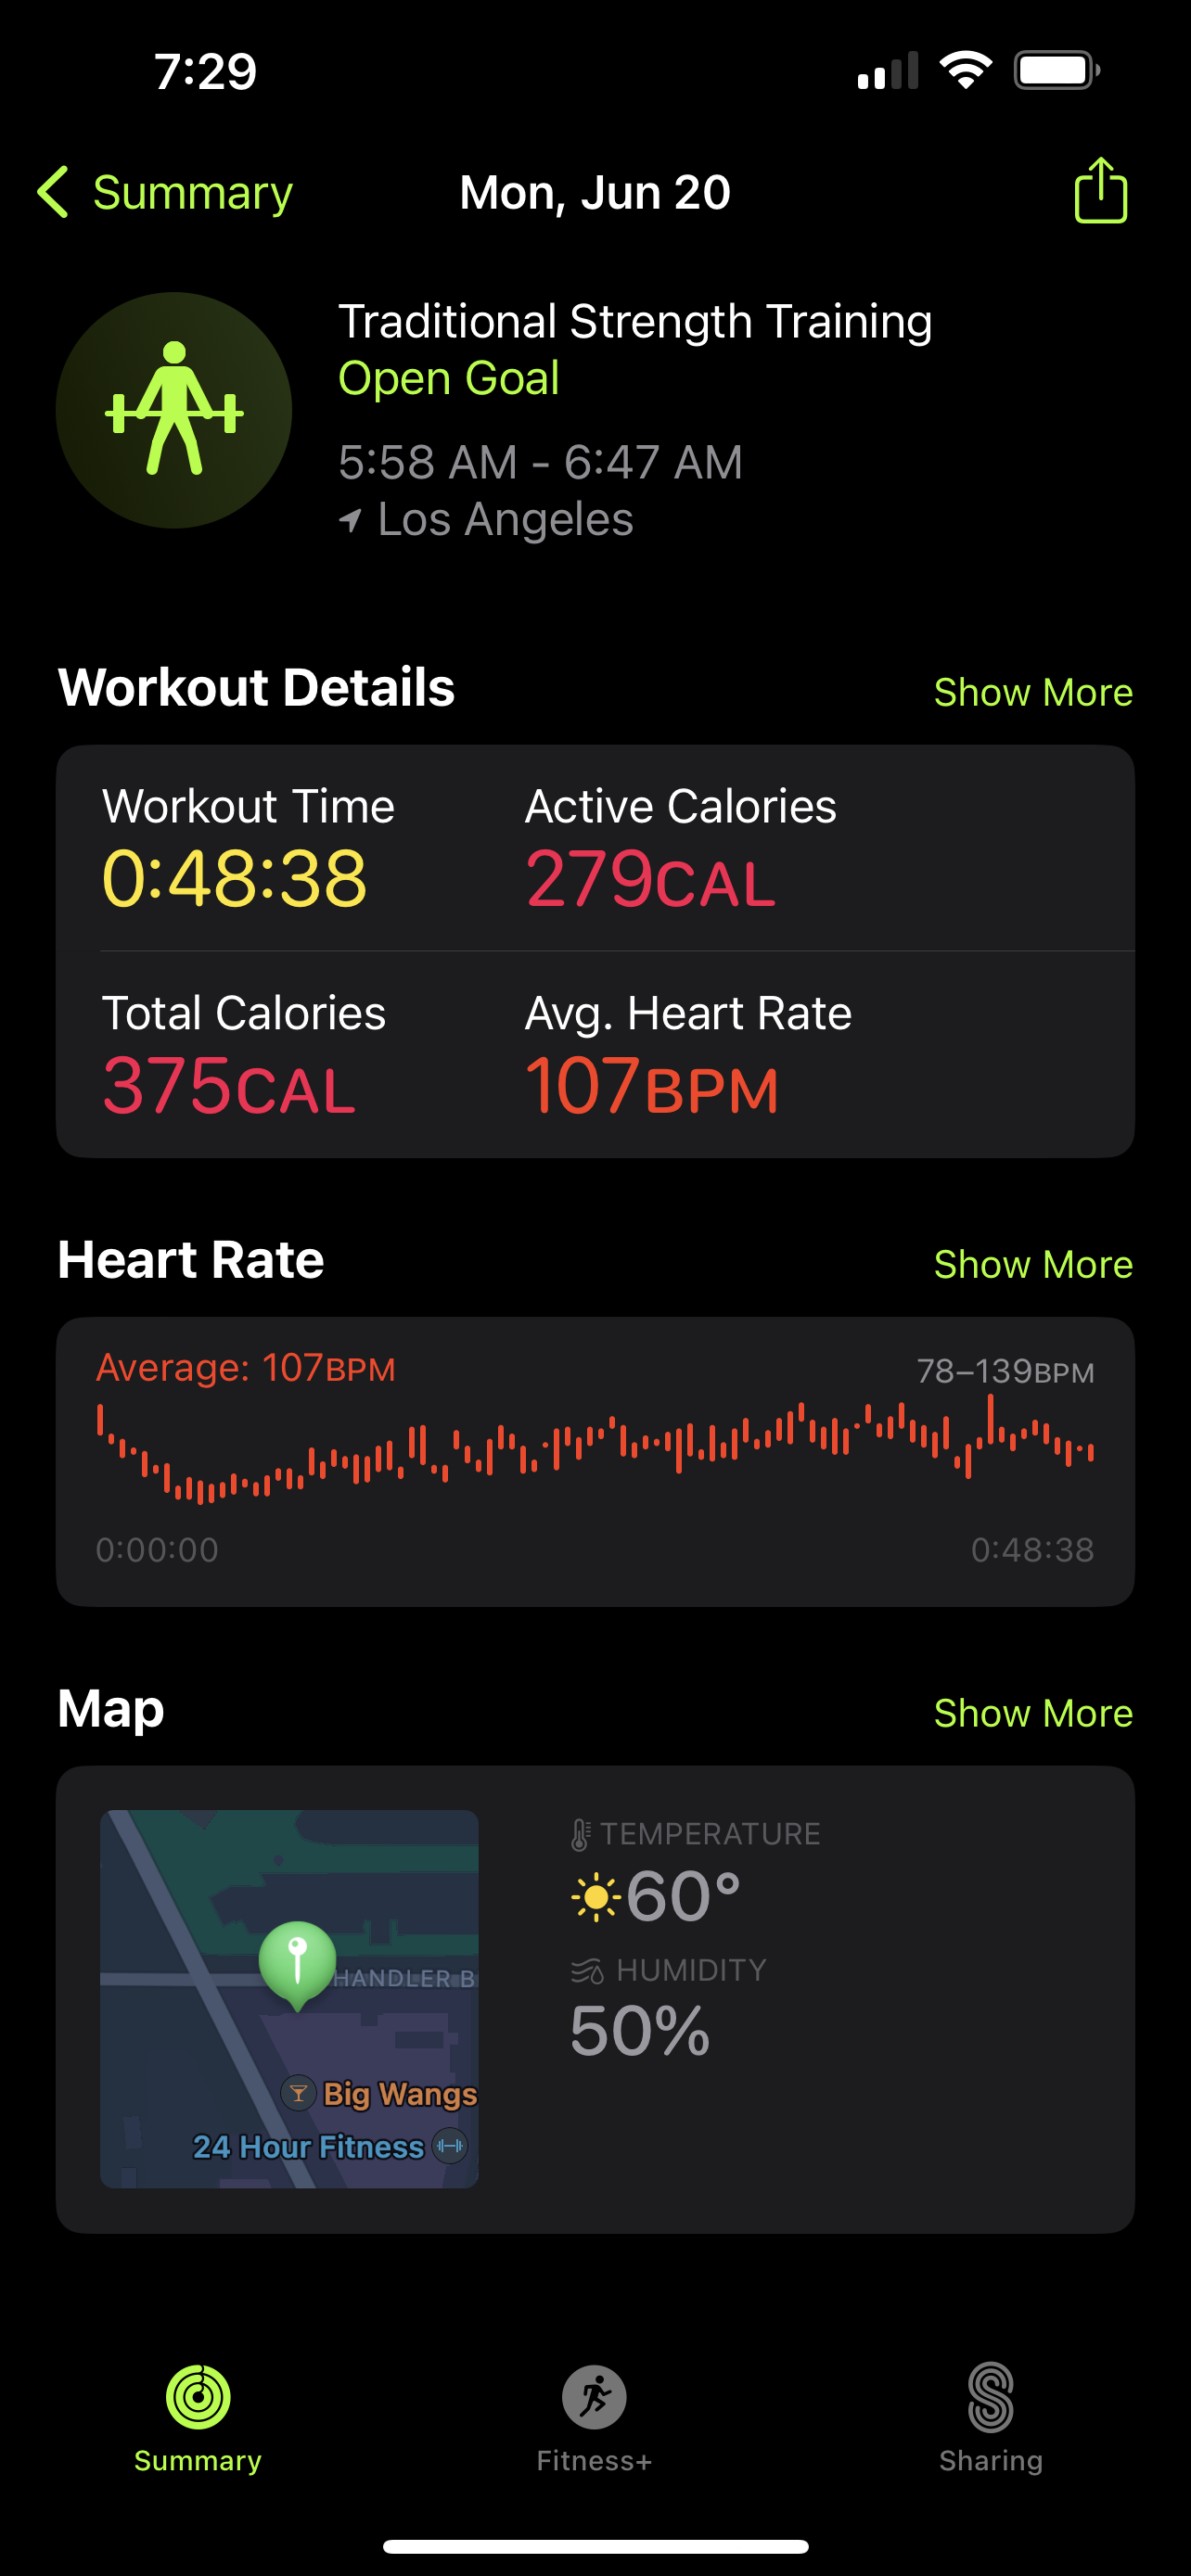 7:29
Summary
Mon, Jun 20
Traditional Strength Training
Open Goal
5:58 AM - 6:47 AM
Los Angeles
Workout Details
Show More
Workout Time
Active Calories
0:48:38
279CAL
Total Calories
Avg. Heart Rate
375CAL
107BPM
Heart Rate
Show More
Average: 107BPM
78–139BPM
0:00:00
0:48:38
Map
Show More
TEMPERATURE
60°
HUMIDITY
50%
HANDLER B
Big Wangs
24 Hour Fitness
Summary
Fitness+
Sharing